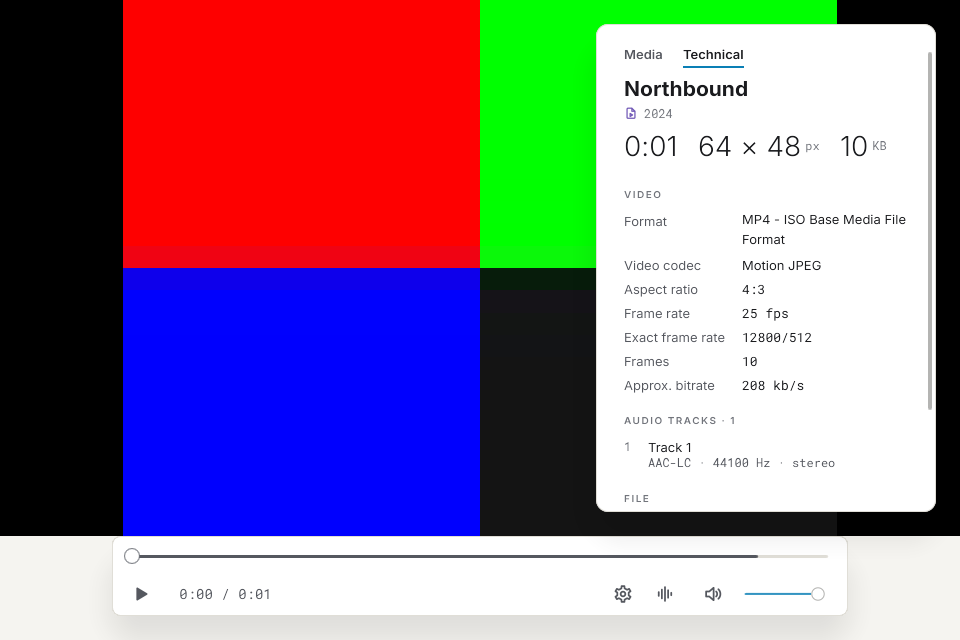 Media Technical
Northbound
2024
0:01 64 × 48 px 10 KB
VIDEO
Format MP4 - ISO Base Media File
Format
Video codec Motion JPEG
Aspect ratio 4:3
Frame rate 25 fps
Exact frame rate 12800/512
Frames 10
Approx. bitrate 208 kb/s
AUDIO TRACKS · 1
1 Track 1
AAC-LC · 44100 Hz · stereo
FILE
0:00 / 0:01